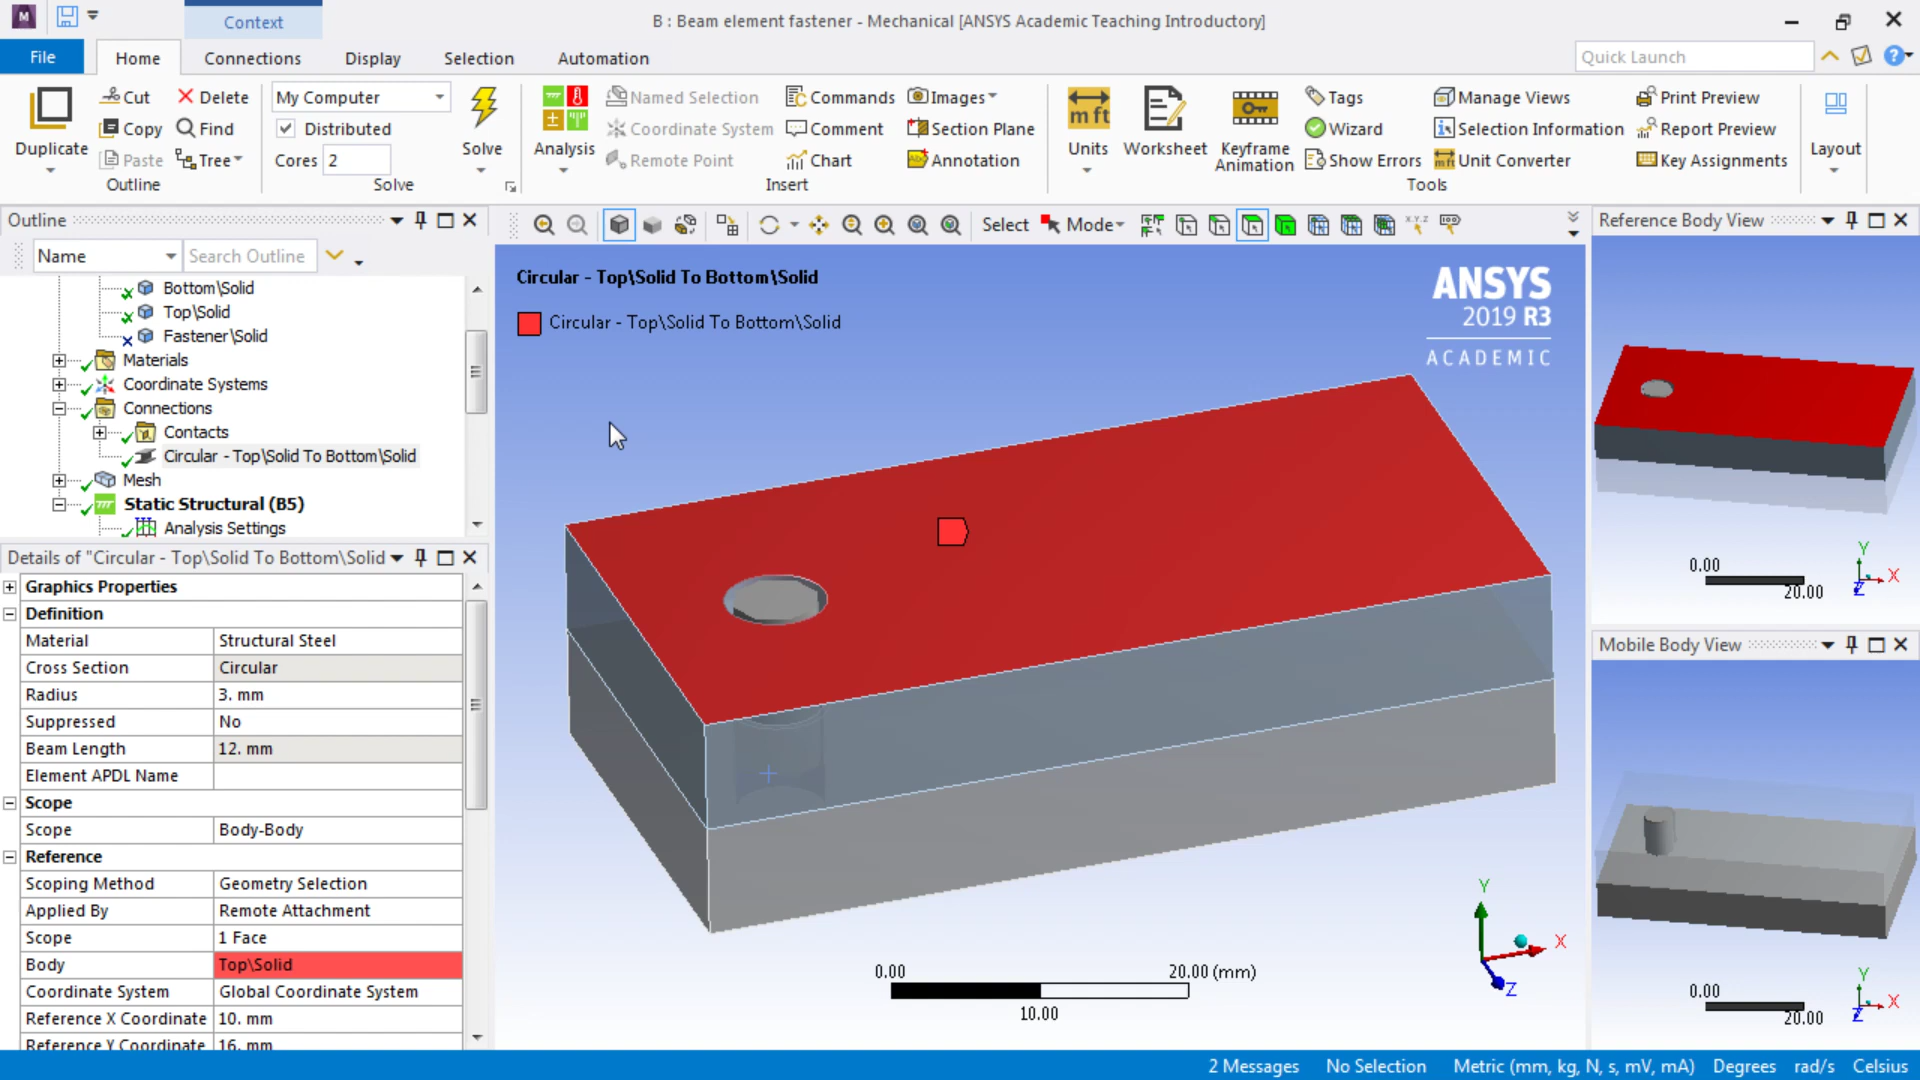 M
Context
B : Beam element fastener - Mechanical [ANSYS Academic Teaching Introductory]
File
Home
Connections
Display
Selection
Automation
Quick Launch
Duplicate
Cut
Copy
Paste
Delete
Find
Tree
Outline
My Computer
Distributed
Cores 2
Solve
Solve
Analysis
Named Selection
Coordinate System
Remote Point
Commands
Comment
Chart
Images
Section Plane
Annotation
Insert
Units
Worksheet
Keyframe
Animation
Tags
Wizard
Show Errors
Manage Views
Selection Information
Unit Converter
Print Preview
Report Preview
Key Assignments
Tools
Layout
Outline
Name
Search Outline
Bottom\Solid
Top\Solid
Fastener\Solid
Materials
Coordinate Systems
Connections
Contacts
Circular - Top\Solid To Bottom\Solid
Mesh
Static Structural (B5)
Analysis Settings
Details of "Circular - Top\Solid To Bottom\Solid
Graphics Properties
Definition
Material Structural Steel
Cross Section Circular
Radius 3. mm
Suppressed No
Beam Length 12. mm
Element APDL Name
Scope
Scope Body-Body
Reference
Scoping Method Geometry Selection
Applied By Remote Attachment
Scope 1 Face
Body Top\Solid
Coordinate System Global Coordinate System
Reference X Coordinate 10. mm
Reference Y Coordinate 16. mm
Select
Mode
Circular - Top\Solid To Bottom\Solid
Circular - Top\Solid To Bottom\Solid
ANSYS
2019 R3
ACADEMIC
0.00
20.00 (mm)
10.00
Y
X
Z
Reference Body View
0.00
20.00
Y
X
Z
Mobile Body View
0.00
20.00
Y
X
Z
2 Messages
No Selection
Metric (mm, kg, N, s, mV, mA)
Degrees
rad/s
Celsius